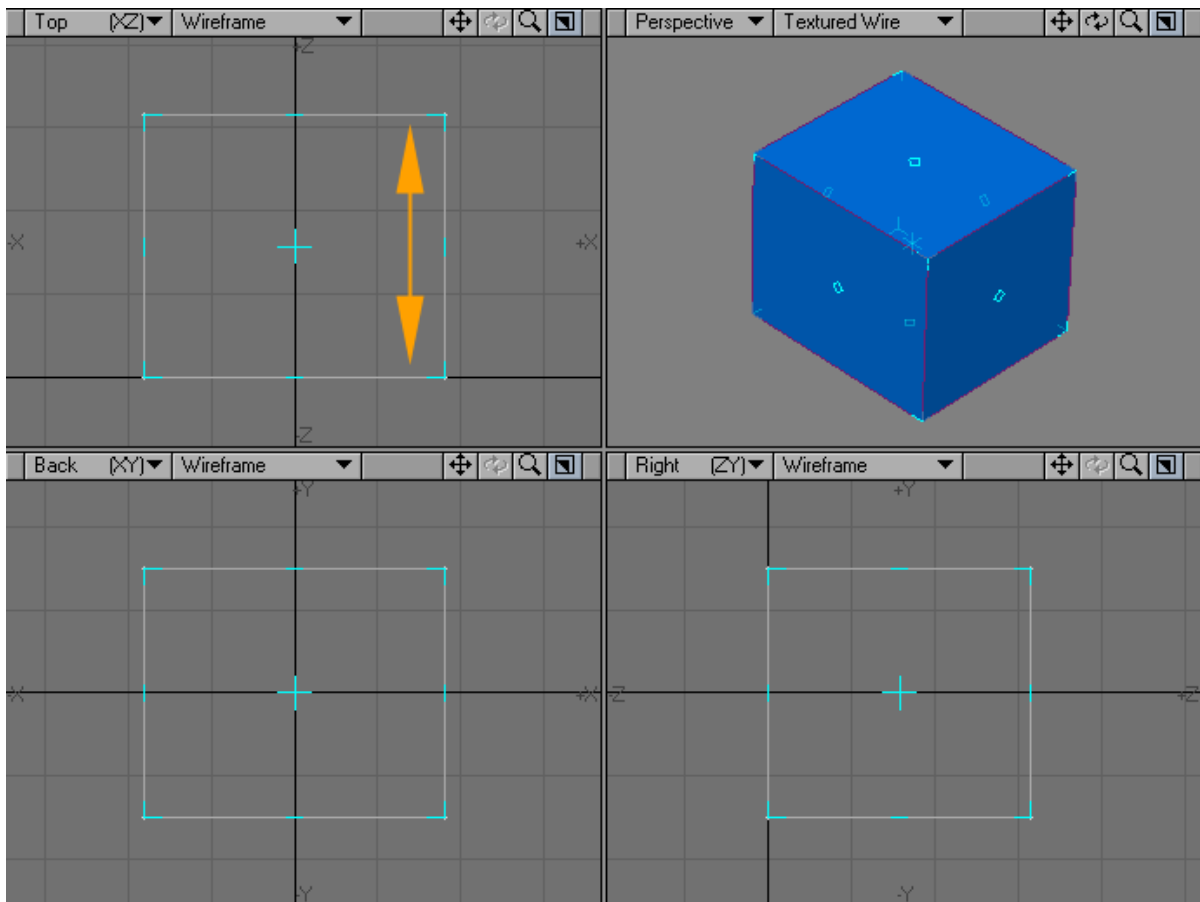 Top (XZ) Wireframe
Perspective Textured Wire
+Z
-X +X
-Z
Back (XY) Wireframe
Right (ZY) Wireframe
+Y
+Y
-X +X
-Z +Z
-Y
-Y